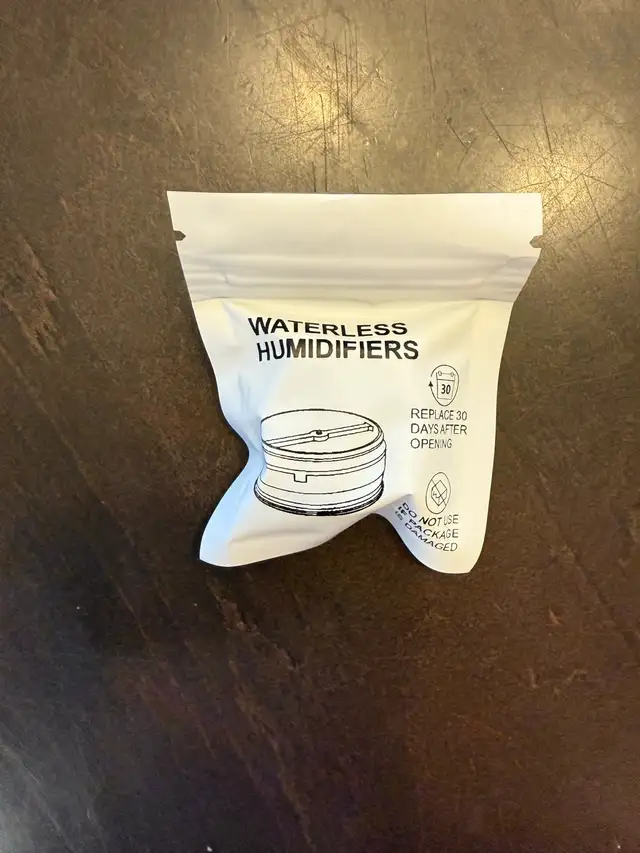 WATERLESS
HUMIDIFIERS
30
REPLACE 30
DAYS AFTER
OPENING
DO NOT USE
IF PACKAGE
IS DAMAGED